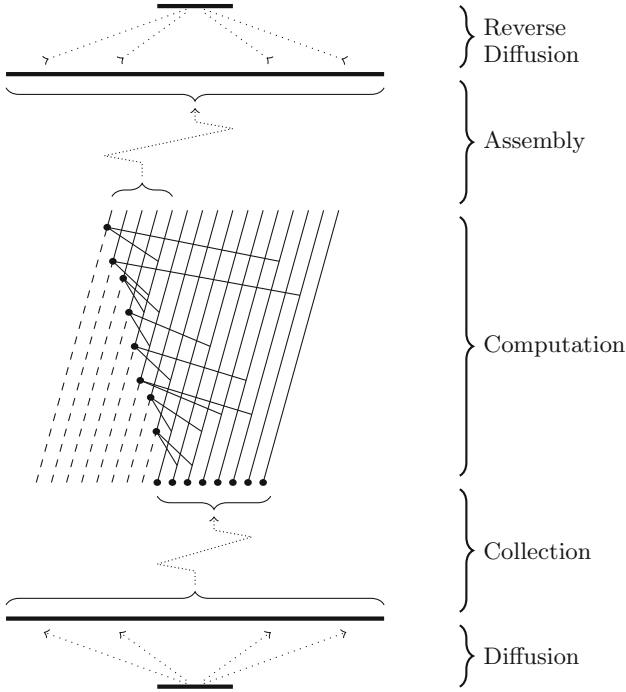 Reverse
Diffusion
Assembly
Computation
Collection
Diffusion